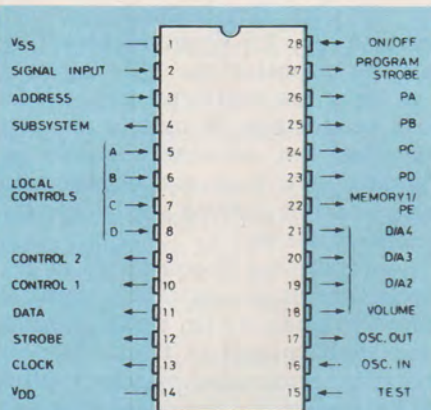 VSS 1 28 ON/OFF
SIGNAL INPUT 2 27 PROGRAM STROBE
ADDRESS 3 26 PA
SUBSYSTEM 4 25 PB
A 5 24 PC
B 6 23 PD
LOCAL CONTROLS
C 7 22 MEMORY1/ PE
D 8 21 D/A4
CONTROL 2 9 20 D/A3
CONTROL 1 10 19 D/A2
DATA 11 18 VOLUME
STROBE 12 17 OSC. OUT
CLOCK 13 16 OSC. IN
VDD 14 15 TEST